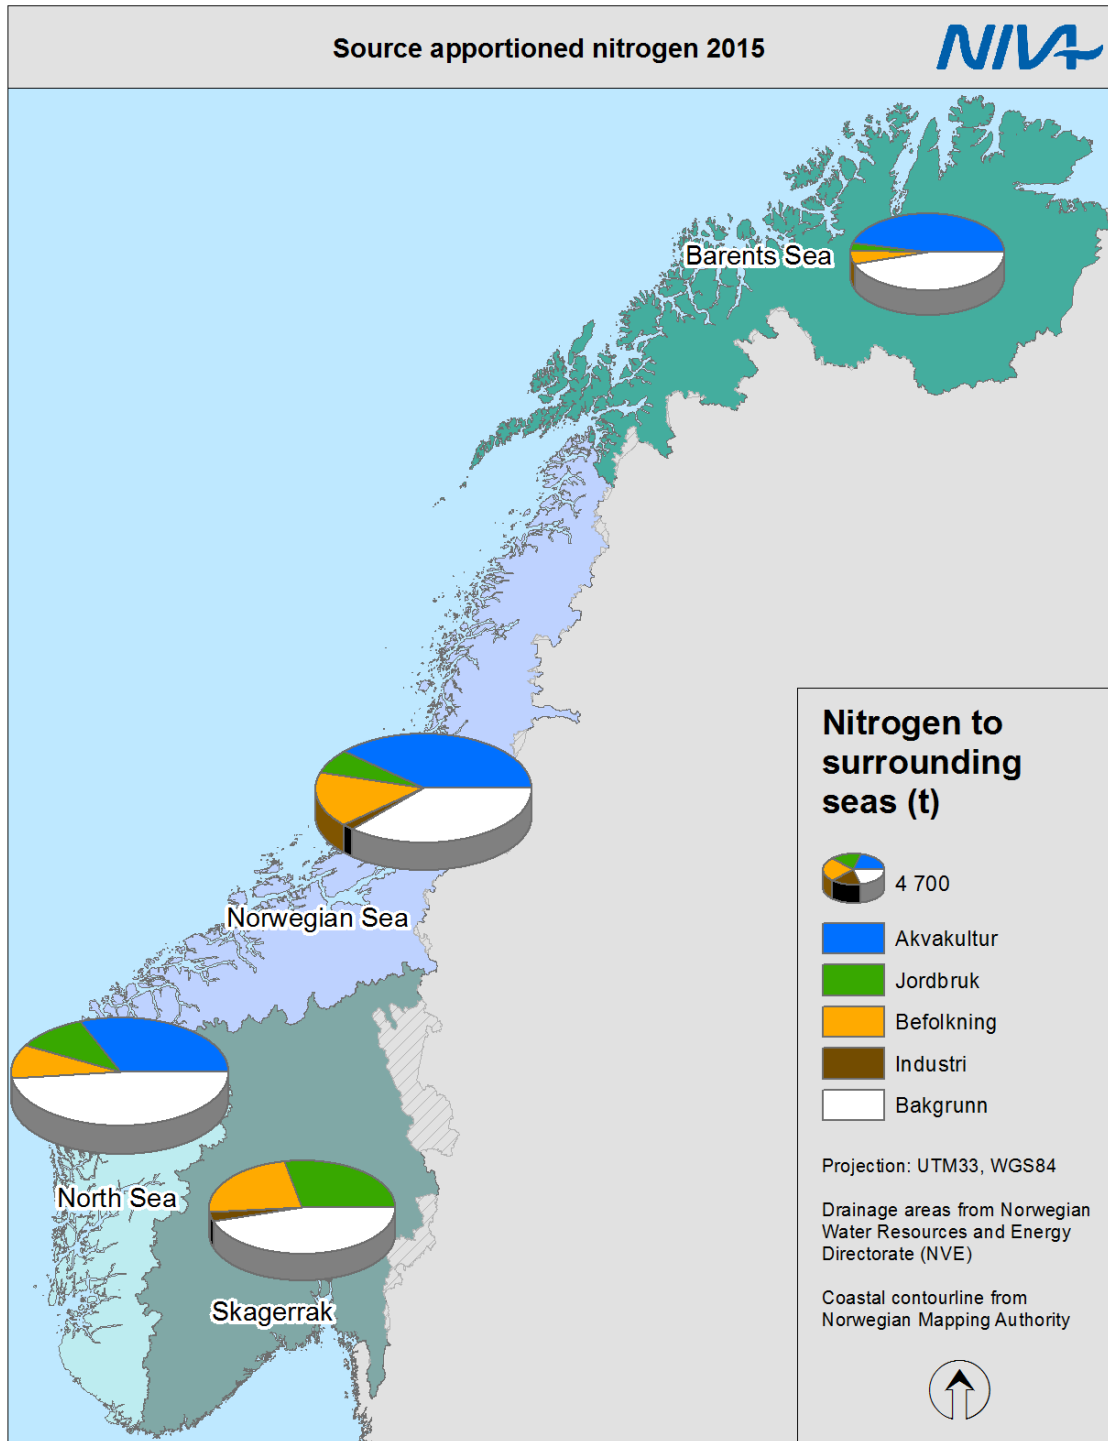 Source apportioned nitrogen 2015
NIVA
Barents Sea
Norwegian Sea
North Sea
Skagerrak
Nitrogen to
surrounding
seas (t)
4 700
Akvakultur
Jordbruk
Befolkning
Industri
Bakgrunn
Projection: UTM33, WGS84
Drainage areas from Norwegian
Water Resources and Energy
Directorate (NVE)
Coastal contourline from
Norwegian Mapping Authority